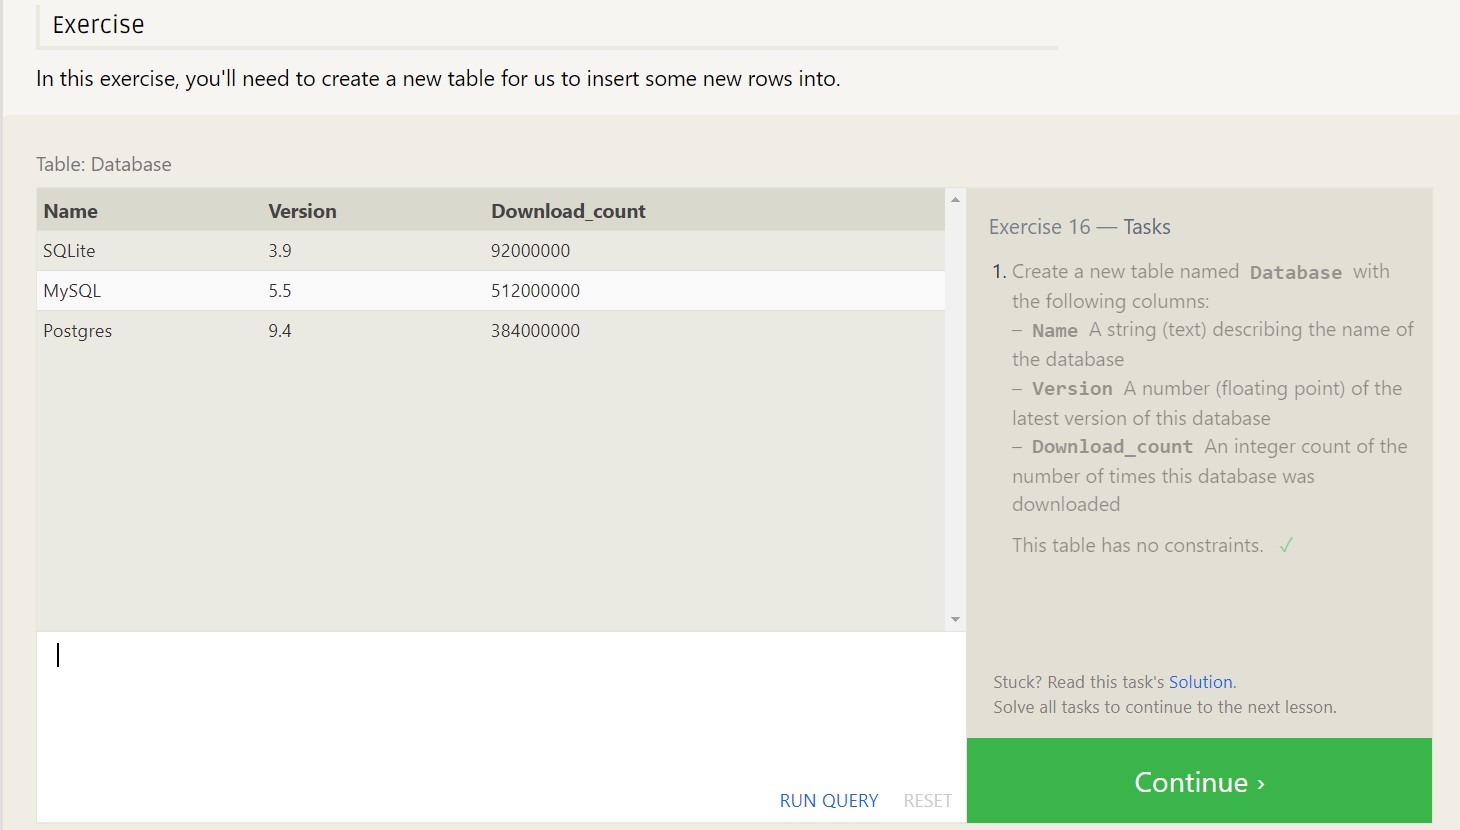 Exercise
In this exercise, you'll need to create a new table for us to insert some new rows into.
Table: Database
Name Version Download_count
SQLite 3.9 92000000
MySQL 5.5 512000000
Postgres 9.4 384000000
Exercise 16 — Tasks
1. Create a new table named Database with
the following columns:
– Name A string (text) describing the name of
the database
– Version A number (floating point) of the
latest version of this database
– Download_count An integer count of the
number of times this database was
downloaded
This table has no constraints. ✓
Stuck? Read this task's Solution.
Solve all tasks to continue to the next lesson.
RUN QUERY RESET
Continue ›